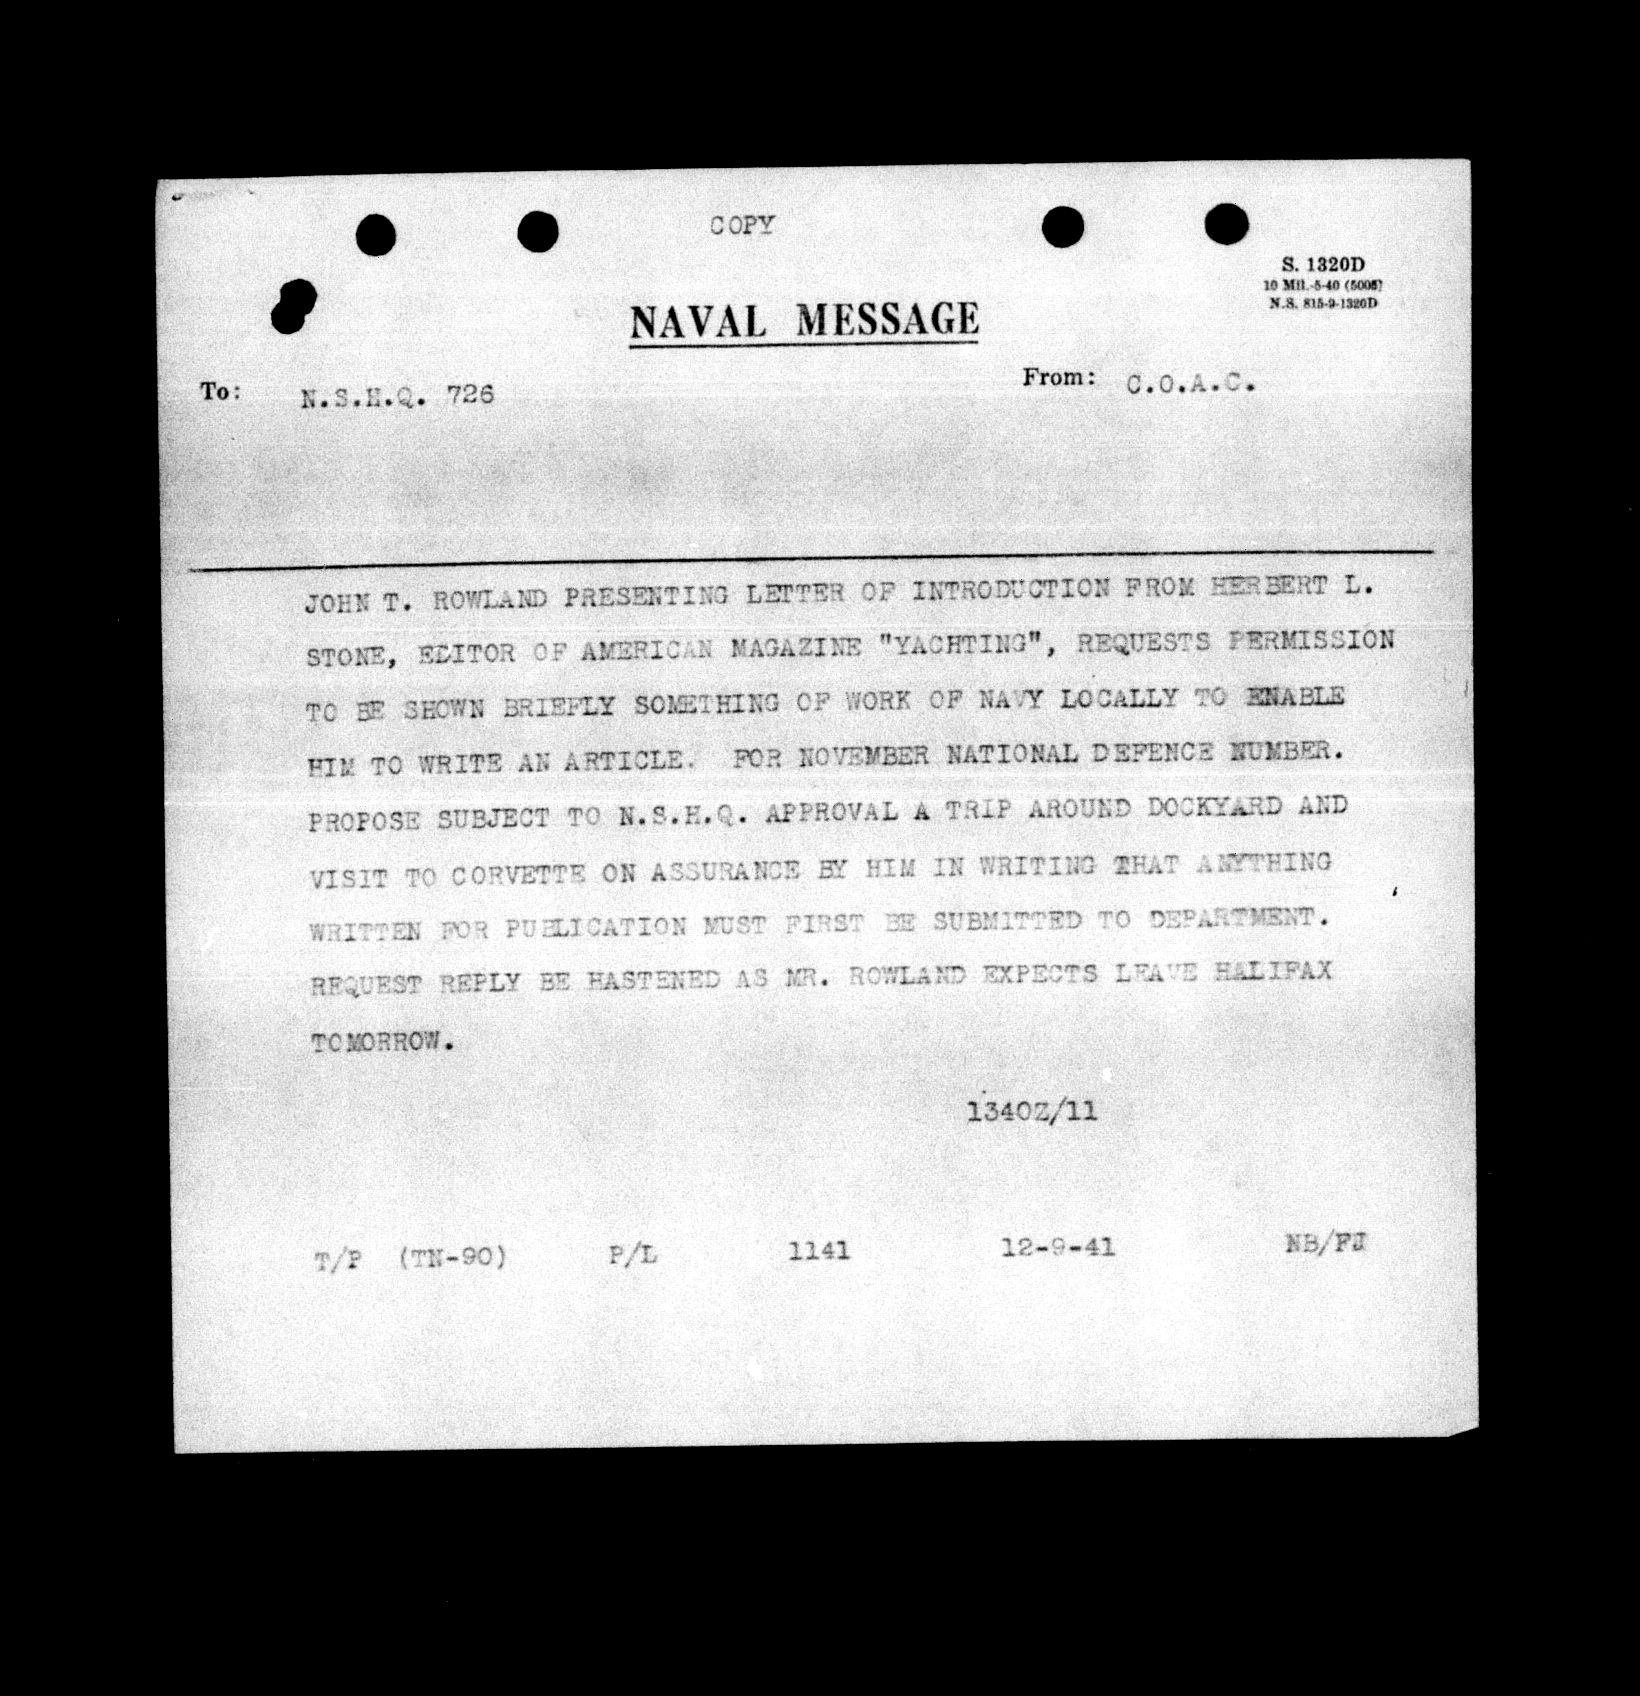 COPY
S. 1320D
10 Mil.-5-40 (5005)
N.S. 815-9-1320D
NAVAL MESSAGE
To: N.S.H.Q. 726
From: C.O.A.C.
JOHN T. ROWLAND PRESENTING LETTER OF INTRODUCTION FROM HERBERT L.
STONE, EDITOR OF AMERICAN MAGAZINE "YACHTING", REQUESTS PERMISSION
TO BE SHOWN BRIEFLY SOMETHING OF WORK OF NAVY LOCALLY TO ENABLE
HIM TO WRITE AN ARTICLE. FOR NOVEMBER NATIONAL DEFENCE NUMBER.
PROPOSE SUBJECT TO N.S.H.Q. APPROVAL A TRIP AROUND DOCKYARD AND
VISIT TO CORVETTE ON ASSURANCE BY HIM IN WRITING THAT ANYTHING
WRITTEN FOR PUBLICATION MUST FIRST BE SUBMITTED TO DEPARTMENT.
REQUEST REPLY BE HASTENED AS MR. ROWLAND EXPECTS LEAVE HALIFAX
TOMORROW.
1340Z/11
T/P (TN-90) P/L 1141 12-9-41 NB/FJ